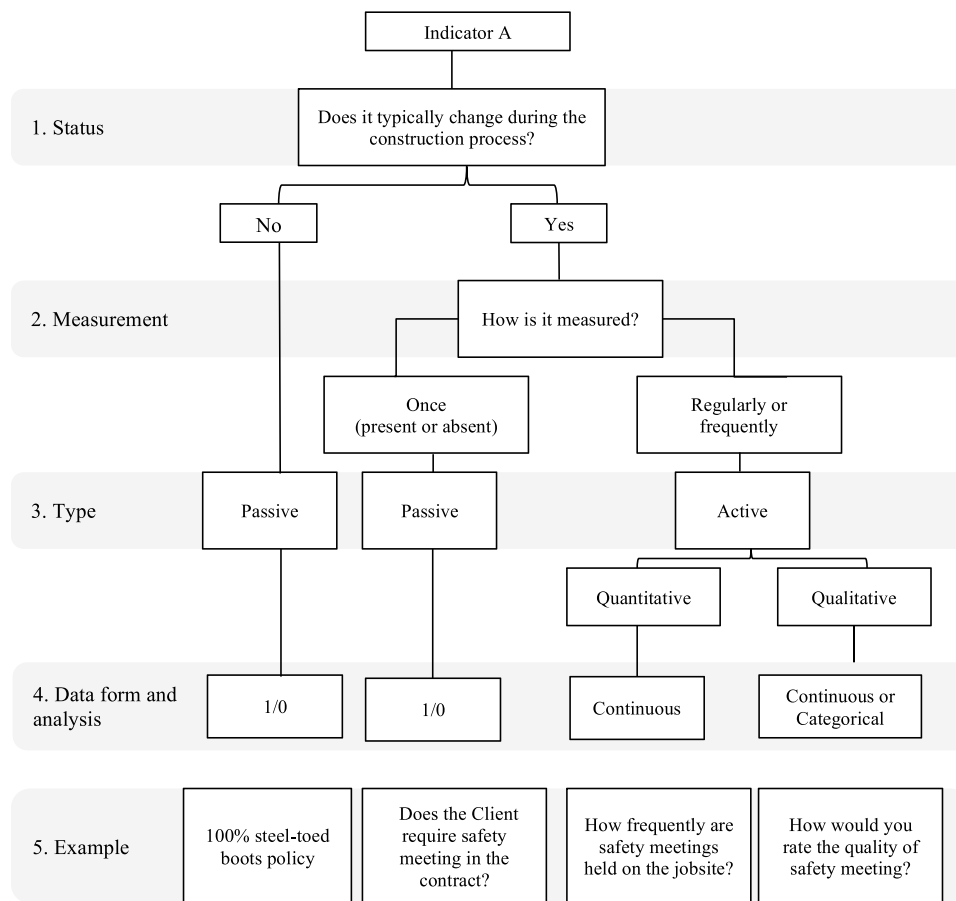 Indicator A
1. Status
Does it typically change during the
construction process?
No
Yes
2. Measurement
How is it measured?
Once
(present or absent)
Regularly or
frequently
3. Type
Passive
Passive
Active
Quantitative
Qualitative
4. Data form and
analysis
1/0
1/0
Continuous
Continuous or
Categorical
5. Example
100% steel-toed
boots policy
Does the Client
require safety
meeting in the
contract?
How frequently are
safety meetings
held on the jobsite?
How would you
rate the quality of
safety meeting?